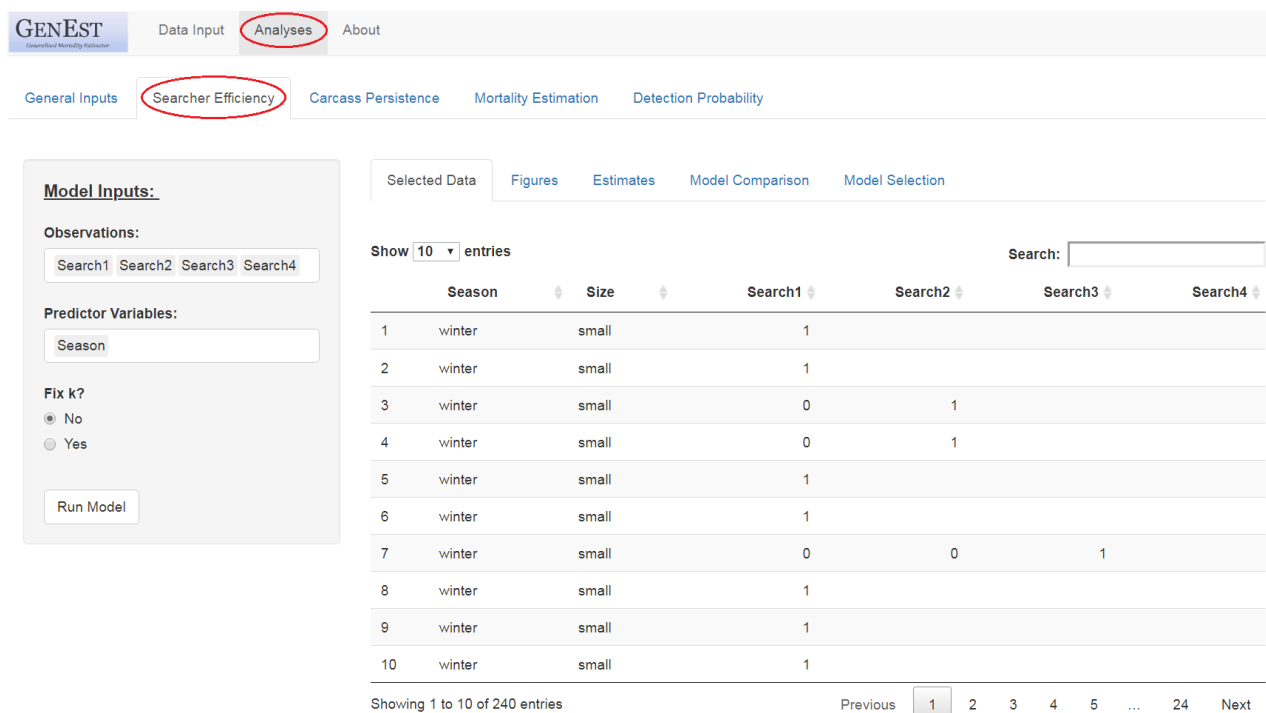 GENEST Data Input Analyses About
Generalized Mortality Estimator
General Inputs Searcher Efficiency Carcass Persistence Mortality Estimation Detection Probability
Model Inputs:
Observations:
Search1 Search2 Search3 Search4
Predictor Variables:
Season
Fix k?
No
Yes
Run Model
Selected Data Figures Estimates Model Comparison Model Selection
Show 10 entries Search:
Season Size Search1 Search2 Search3 Search4
1 winter small 1
2 winter small 1
3 winter small 0 1
4 winter small 0 1
5 winter small 1
6 winter small 1
7 winter small 0 0 1
8 winter small 1
9 winter small 1
10 winter small 1
Showing 1 to 10 of 240 entries Previous 1 2 3 4 5 ... 24 Next